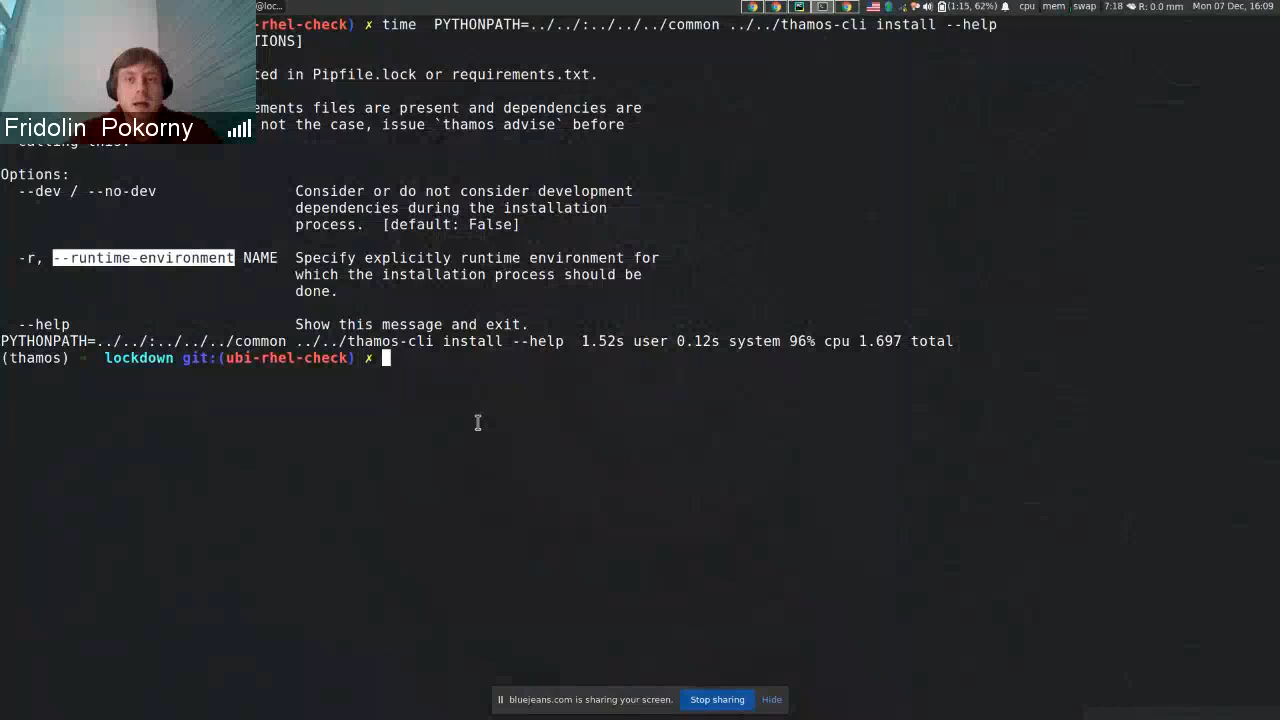 @loc... cpu mem swap 7:18 (1:15, 62%) R: 0.0 mm Mon 07 Dec, 16:09
-rhel-check) ✗ time PYTHONPATH=../../:../../../common ../../thamos-cli install --help
TIONS]
ted in Pipfile.lock or requirements.txt.
ements files are present and dependencies are
not the case, issue `thamos advise` before
calling this.
Fridolin Pokorny
Options:
--dev / --no-dev Consider or do not consider development
dependencies during the installation
process. [default: False]
-r, --runtime-environment NAME Specify explicitly runtime environment for
which the installation process should be
done.
--help Show this message and exit.
PYTHONPATH=../../:../../../common ../../thamos-cli install --help 1.52s user 0.12s system 96% cpu 1.697 total
(thamos) → lockdown git:(ubi-rhel-check) ✗
bluejeans.com is sharing your screen. Stop sharing Hide